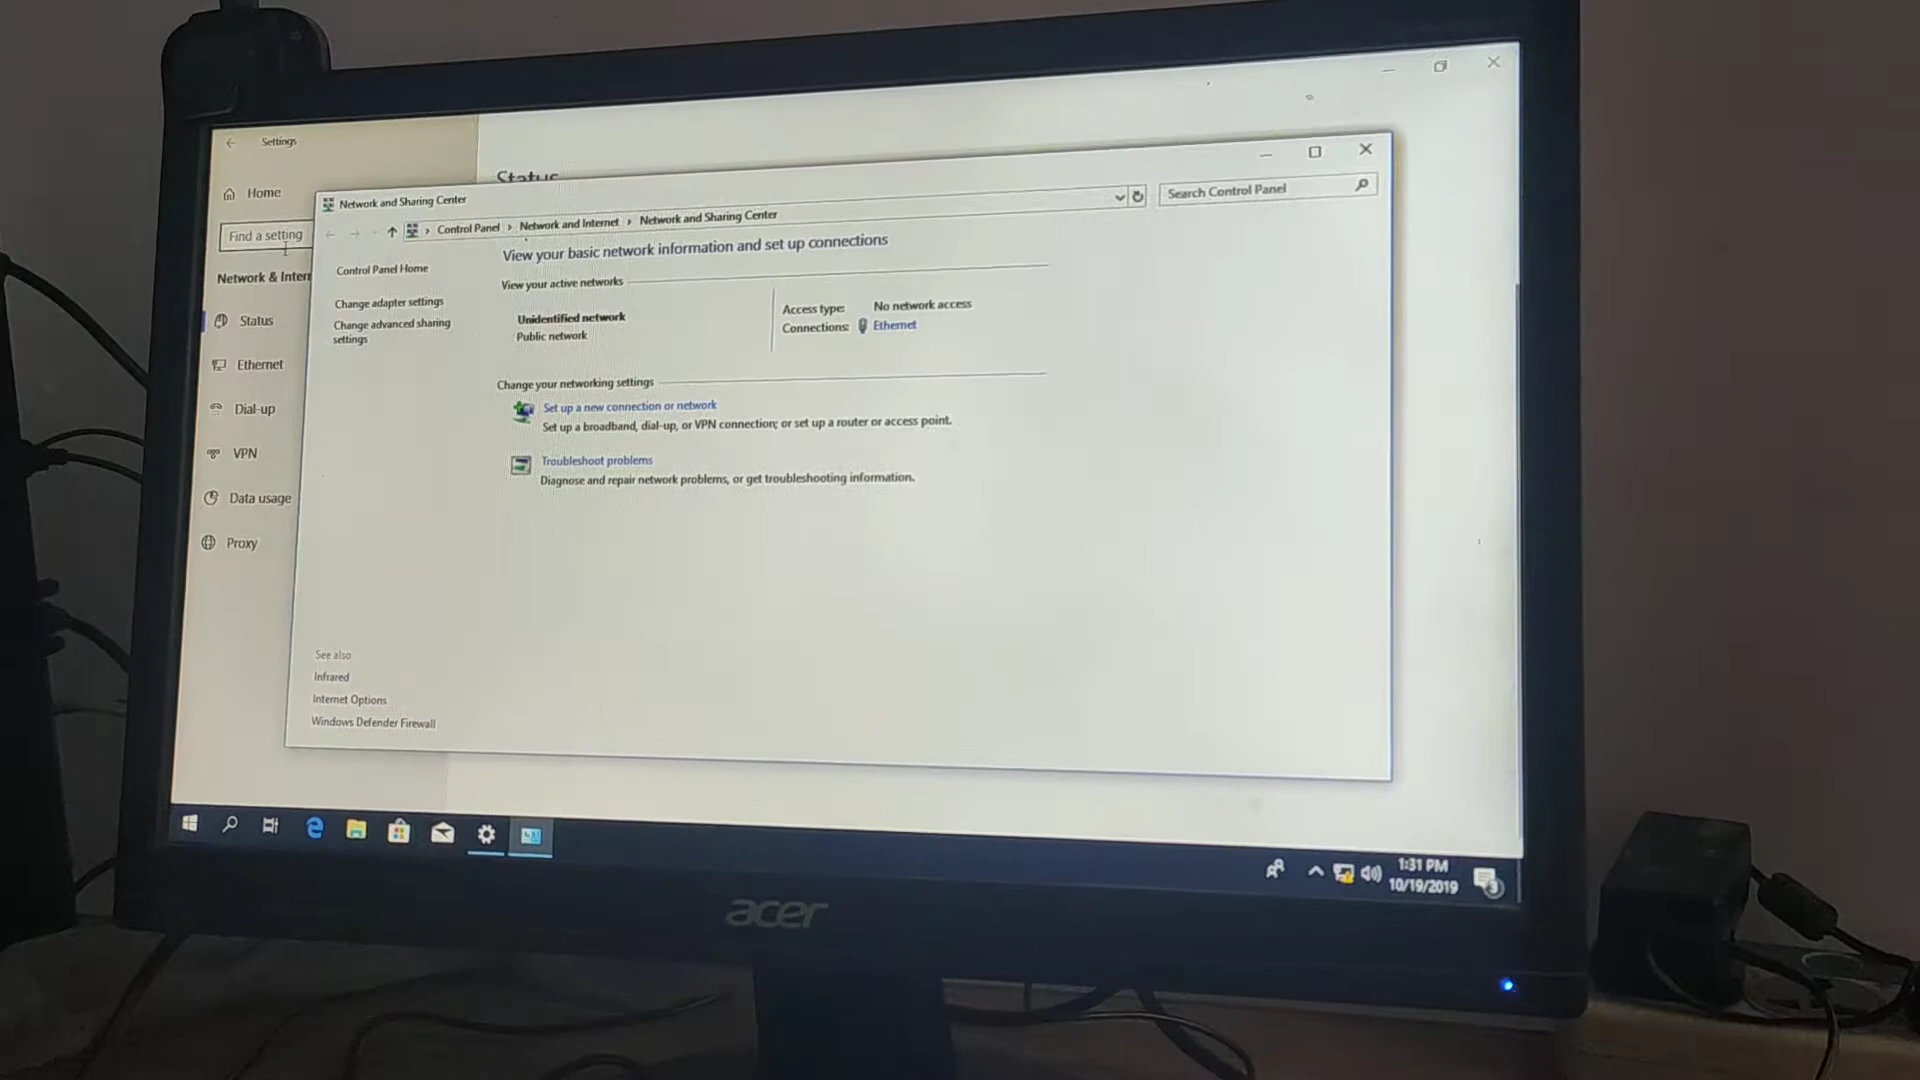 Settings
Status
Home
Find a setting
Network & Inter
Status
Ethernet
Dial-up
VPN
Data usage
Proxy
Network and Sharing Center
Control Panel > Network and Internet > Network and Sharing Center
Search Control Panel
Control Panel Home
Change adapter settings
Change advanced sharing
settings
View your basic network information and set up connections
View your active networks
Unidentified network
Public network
Access type: No network access
Connections: Ethernet
Change your networking settings
Set up a new connection or network
Set up a broadband, dial-up, or VPN connection; or set up a router or access point.
Troubleshoot problems
Diagnose and repair network problems, or get troubleshooting information.
See also
Infrared
Internet Options
Windows Defender Firewall
1:31 PM
10/19/2019
3
acer